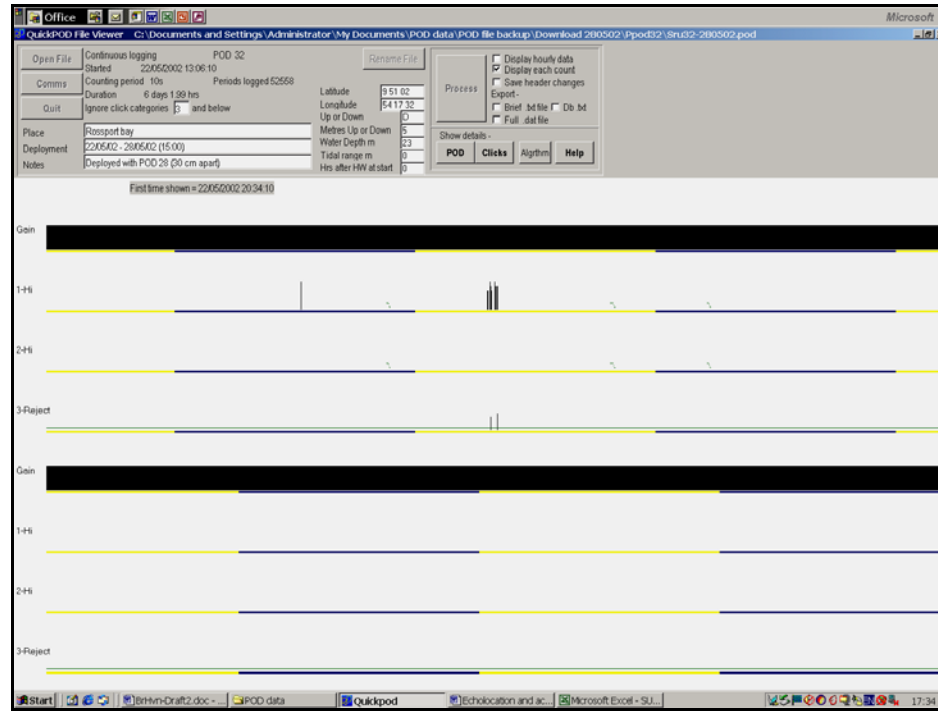 Office Microsoft
QuickPOD File Viewer C:\Documents and Settings\Administrator\My Documents\POD data\POD file backup\Download 280502\Ppod32\Sru32-280502.pod
Open File
Comms
Quit
Continuous logging POD 32
Started 22/05/2002 13:06:10
Counting period 10s Periods logged 52558
Duration 6 days 1.99 hrs
Ignore click categories 3 and below
Rename File
Latitude 9 51 02
Longitude 54 17 32
Up or Down D
Metres Up or Down 5
Water Depth m 23
Tidal range m 0
Hrs after HW at start 0
Place Rossport bay
Deployment 22/05/02 - 28/05/02 (15:00)
Notes Deployed with POD 28 (30 cm apart)
Process
Display hourly data
Display each count
Save header changes
Export -
Brief .txt file Db .txt
Full .dat file
Show details -
POD Clicks Algrthm Help
First time shown = 22/05/2002 20:34:10
Gain
1-Hi
2-Hi
3-Reject
Gain
1-Hi
2-Hi
3-Reject
Start BrHvn-Draft2.doc - ... POD data Quickpod Echolocation and ac... Microsoft Excel - SU... 17:34